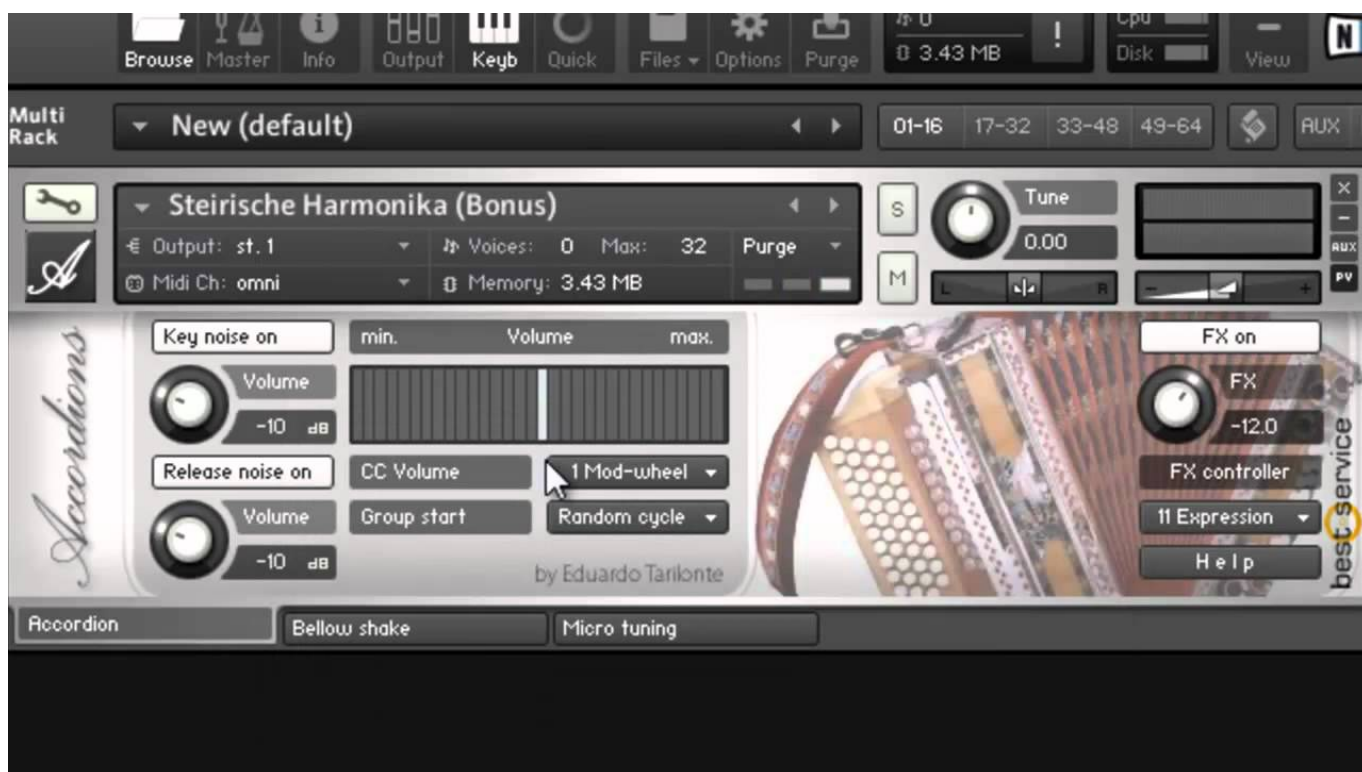 Browse Master Info Output Keyb Quick Files Options Purge 3.43 MB ! Cpu Disk View N
Multi
Rack
New (default)
01-16 17-32 33-48 49-64 AUX
Steirische Harmonika (Bonus)
Output: st.1 Voices: 0 Max: 32 Purge
Midi Ch: omni Memory: 3.43 MB
S
M
Tune
0.00
L R
- +
×
-
AUX
PV
A
Accordions
Key noise on
Volume
-10 dB
Release noise on
Volume
-10 dB
min. Volume max.
CC Volume 1 Mod-wheel
Group start Random cycle
by Eduardo Tarilonte
FX on
FX
-12.0
FX controller
11 Expression
Help
best service
Accordion Bellow shake Micro tuning